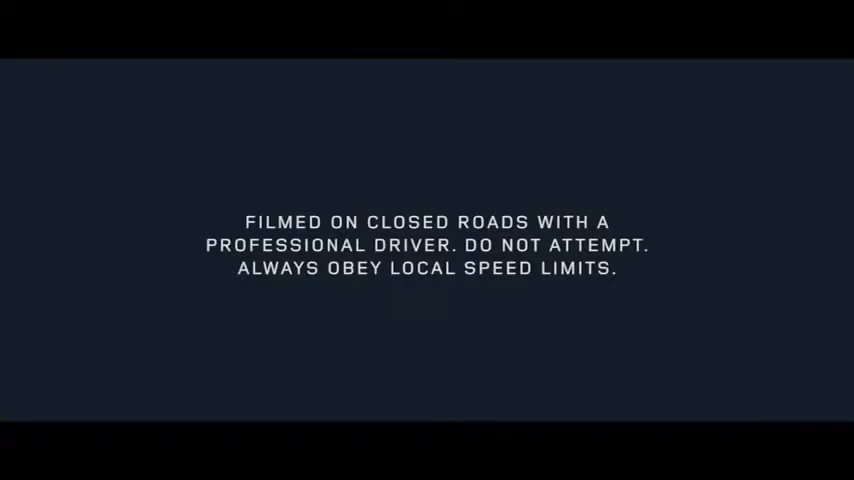 FILMED ON CLOSED ROADS WITH A
PROFESSIONAL DRIVER. DO NOT ATTEMPT.
ALWAYS OBEY LOCAL SPEED LIMITS.